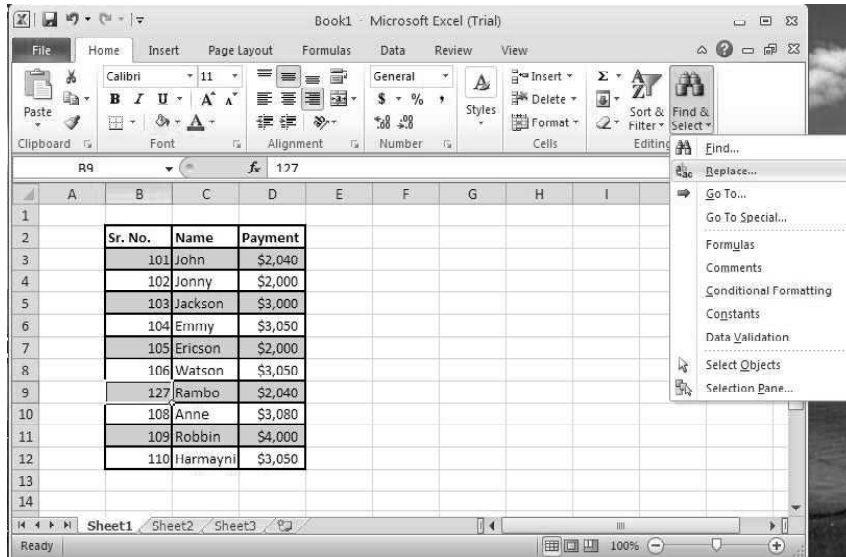 Book1 - Microsoft Excel (Trial)
File Home Insert Page Layout Formulas Data Review View
Paste
Calibri 11
B I U
A A
A
General
$ % ,
Styles
Insert
Delete
Format
Σ
Sort & Filter
Find & Select
Clipboard Font Alignment Number Cells Editing
B9 fx 127
A B C D E F G H I
1
2 Sr. No. Name Payment
3 101 John $2,040
4 102 Jonny $2,000
5 103 Jackson $3,000
6 104 Emmy $3,050
7 105 Ericson $2,000
8 106 Watson $3,050
9 127 Rambo $2,040
10 108 Anne $3,080
11 109 Robbin $4,000
12 110 Harmayni $3,050
13
14
Find...
Replace...
Go To...
Go To Special...
Formulas
Comments
Conditional Formatting
Constants
Data Validation
Select Objects
Selection Pane...
Sheet1 Sheet2 Sheet3
Ready 100%